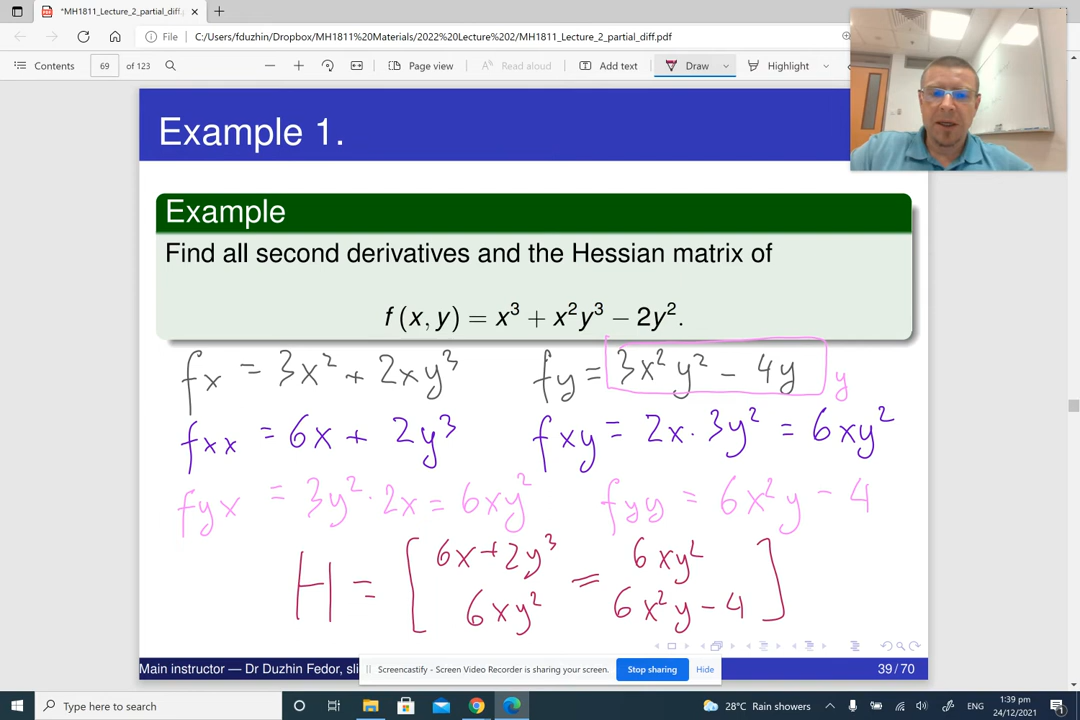 *MH1811_Lecture_2_partial_diff.p
File C:/Users/fduzhin/Dropbox/MH1811%20Materials/2022%20Lecture%202/MH1811_Lecture_2_partial_diff.pdf
Contents 69 of 123 Page view Read aloud Add text Draw Highlight
Example 1.
Example
Find all second derivatives and the Hessian matrix of
f (x, y) = x³ + x²y³ − 2y².
fx = 3x² + 2xy³ fy = 3x²y² − 4y y
fxx = 6x + 2y³ fxy = 2x · 3y² = 6xy²
fyx = 3y² · 2x = 6xy² fyy = 6x²y − 4
H = [ 6x + 2y³ 6xy²
=
6xy² 6x²y − 4 ]
Main instructor — Dr Duzhin Fedor, sli 39 / 70
Screencastify - Screen Video Recorder is sharing your screen. Stop sharing Hide
Type here to search 28°C Rain showers ENG 1:39 pm
24/12/2021 1